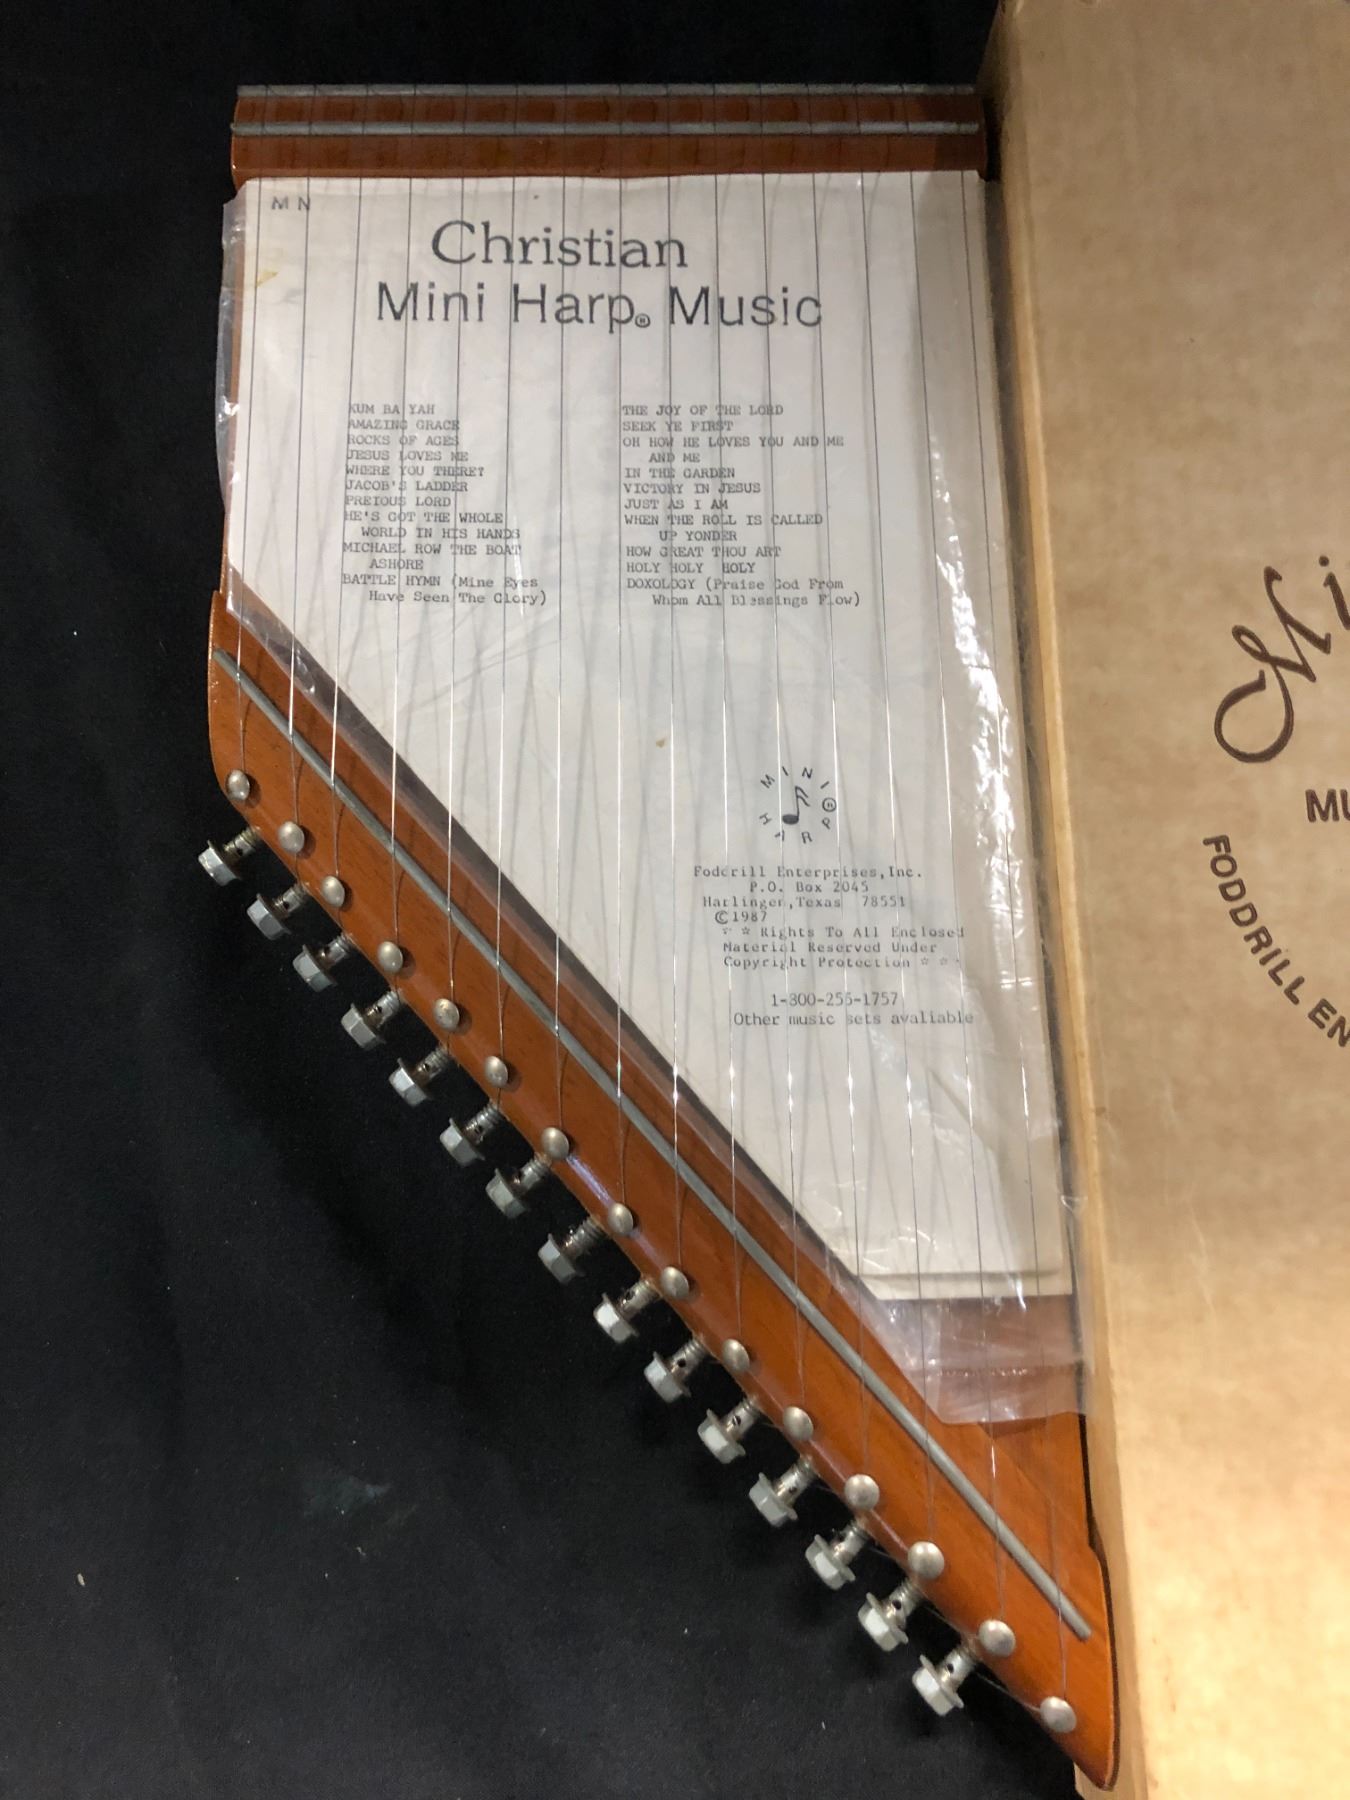 M N
Christian
Mini Harp® Music
KUM BA YAH
AMAZING GRACE
ROCKS OF AGES
JESUS LOVES ME
WHERE YOU THERE?
JACOB'S LADDER
PRETOUS LORD
HE'S GOT THE WHOLE
WORLD IN HIS HANDS
MICHAEL ROW THE BOAT
ASHORE
BATTLE HYMN (Mine Eyes
Have Seen The Glory)
THE JOY OF THE LORD
SEEK YE FIRST
OH HOW HE LOVES YOU AND ME
AND ME
IN THE GARDEN
VICTORY IN JESUS
JUST AS I AM
WHEN THE ROLL IS CALLED
UP YONDER
HOW GREAT THOU ART
HOLY HOLY HOLY
DOXOLOGY (Praise God From
Whom All Blessings Flow)
MINI® HARP
Foddrill Enterprises,Inc.
P.O. Box 2045
Harlingen,Texas 78551
©1987
☆ ☆ Rights To All Enclosed
Material Reserved Under
Copyright Protection ☆ ☆
1-800-255-1757
Other music sets avaliable
MU
FODDRILL EN